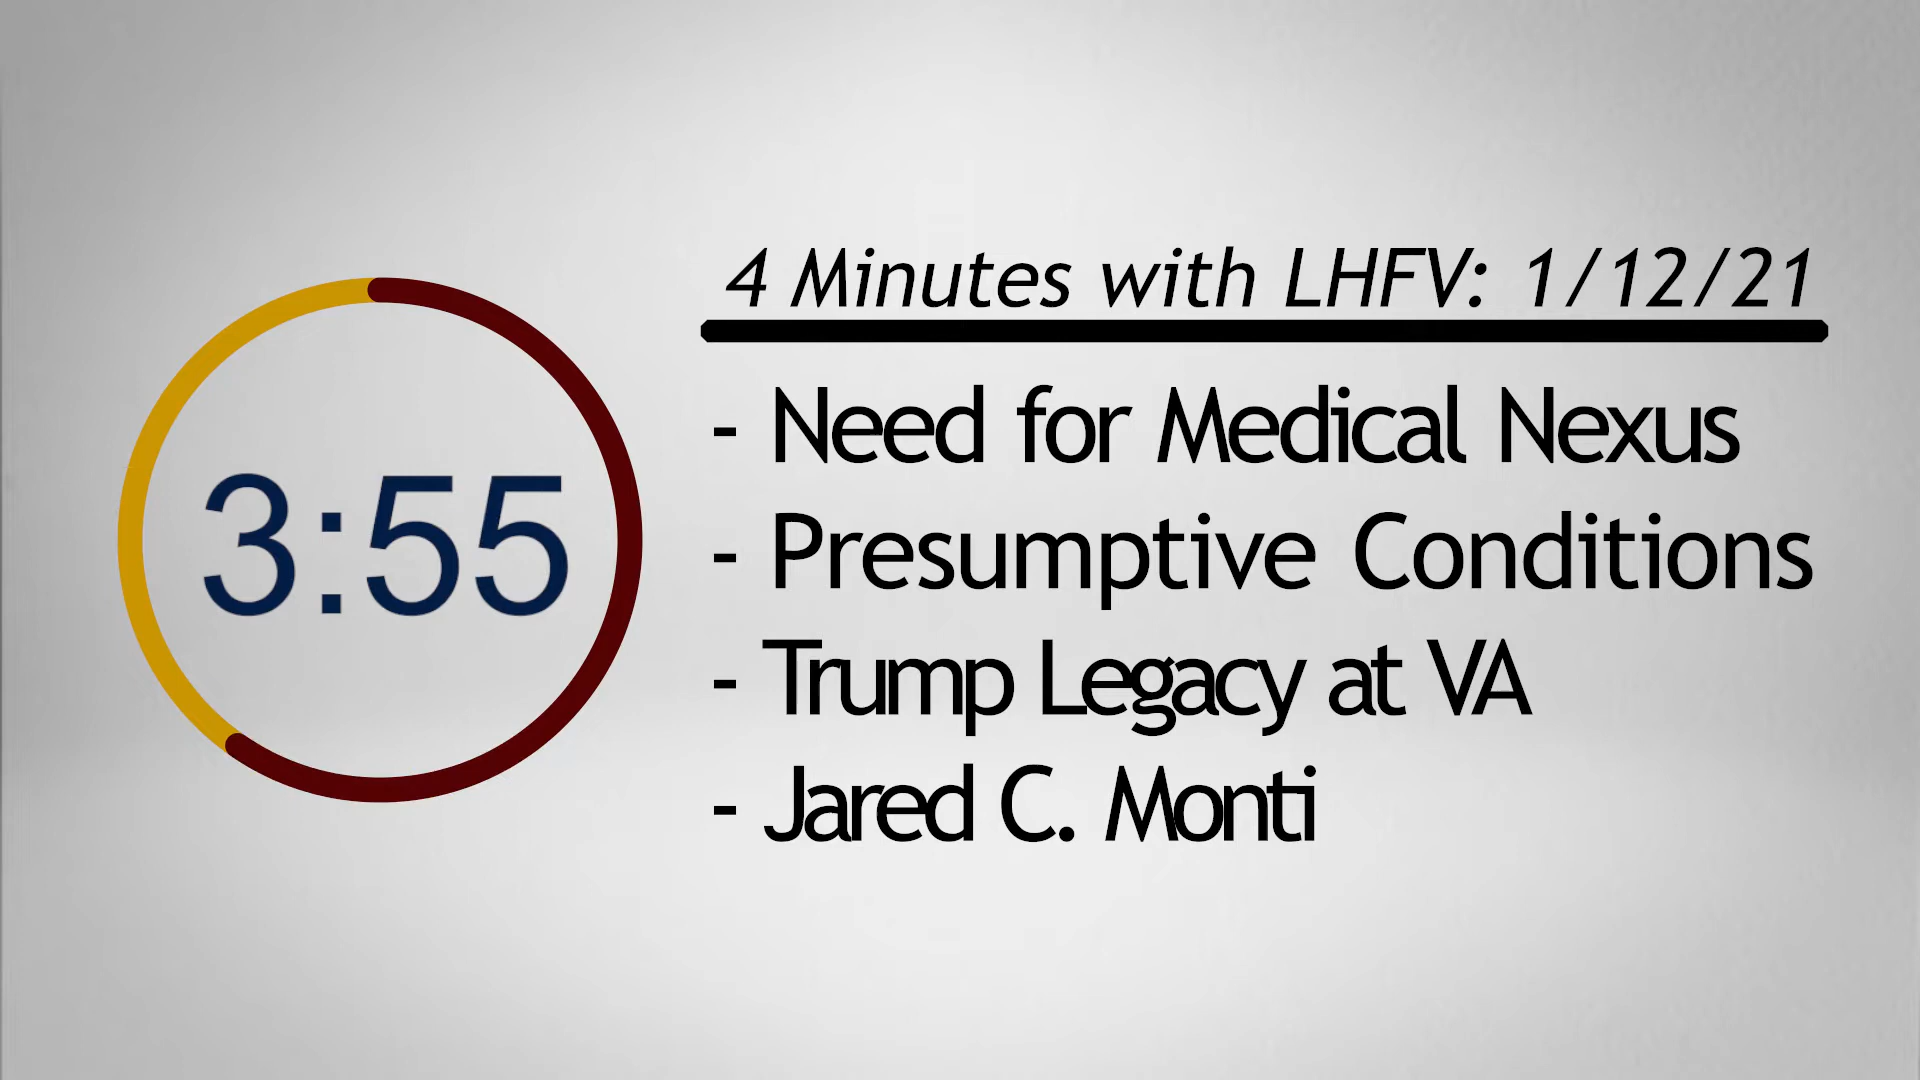 3:55
4 Minutes with LHFV: 1/12/21
- Need for Medical Nexus
- Presumptive Conditions
- Trump Legacy at VA
- Jared C. Monti